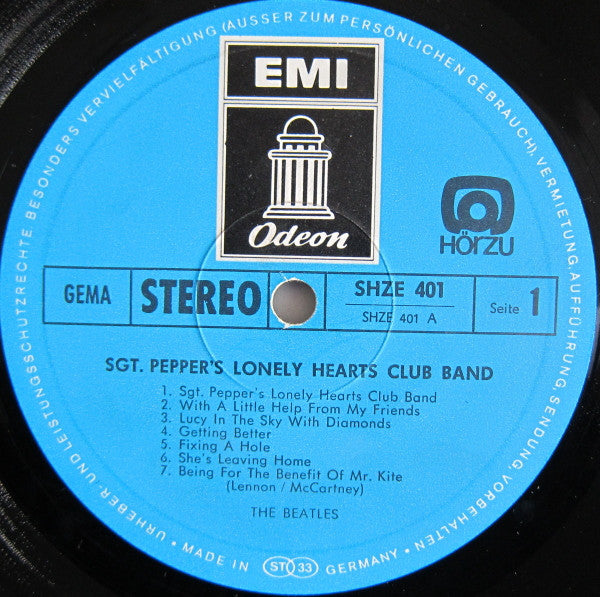 URHEBER- UND LEISTUNGSSCHUTZRECHTE, BESONDERS VERVIELFÄLTIGUNG (AUSSER ZUM PERSÖNLICHEN GEBRAUCH), VERMIETUNG, AUFFÜHRUNG, SENDUNG, VORBEHALTEN
EMI
Odeon
HÖRZU
GEMA
STEREO
SHZE 401
SHZE 401 A
Seite 1
SGT. PEPPER'S LONELY HEARTS CLUB BAND
1. Sgt. Pepper's Lonely Hearts Club Band
2. With A Little Help From My Friends
3. Lucy In The Sky With Diamonds
4. Getting Better
5. Fixing A Hole
6. She's Leaving Home
7. Being For The Benefit Of Mr. Kite
(Lennon / McCartney)
THE BEATLES
• MADE IN ST 33 GERMANY •